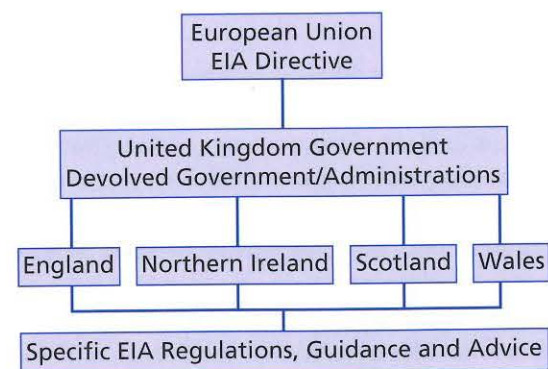 European Union
EIA Directive
United Kingdom Government
Devolved Government/Administrations
England
Northern Ireland
Scotland
Wales
Specific EIA Regulations, Guidance and Advice